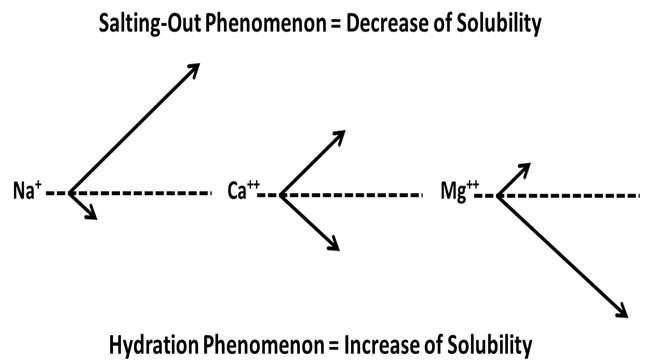 Salting-Out Phenomenon = Decrease of Solubility
Na⁺ Ca⁺⁺ Mg⁺⁺
Hydration Phenomenon = Increase of Solubility